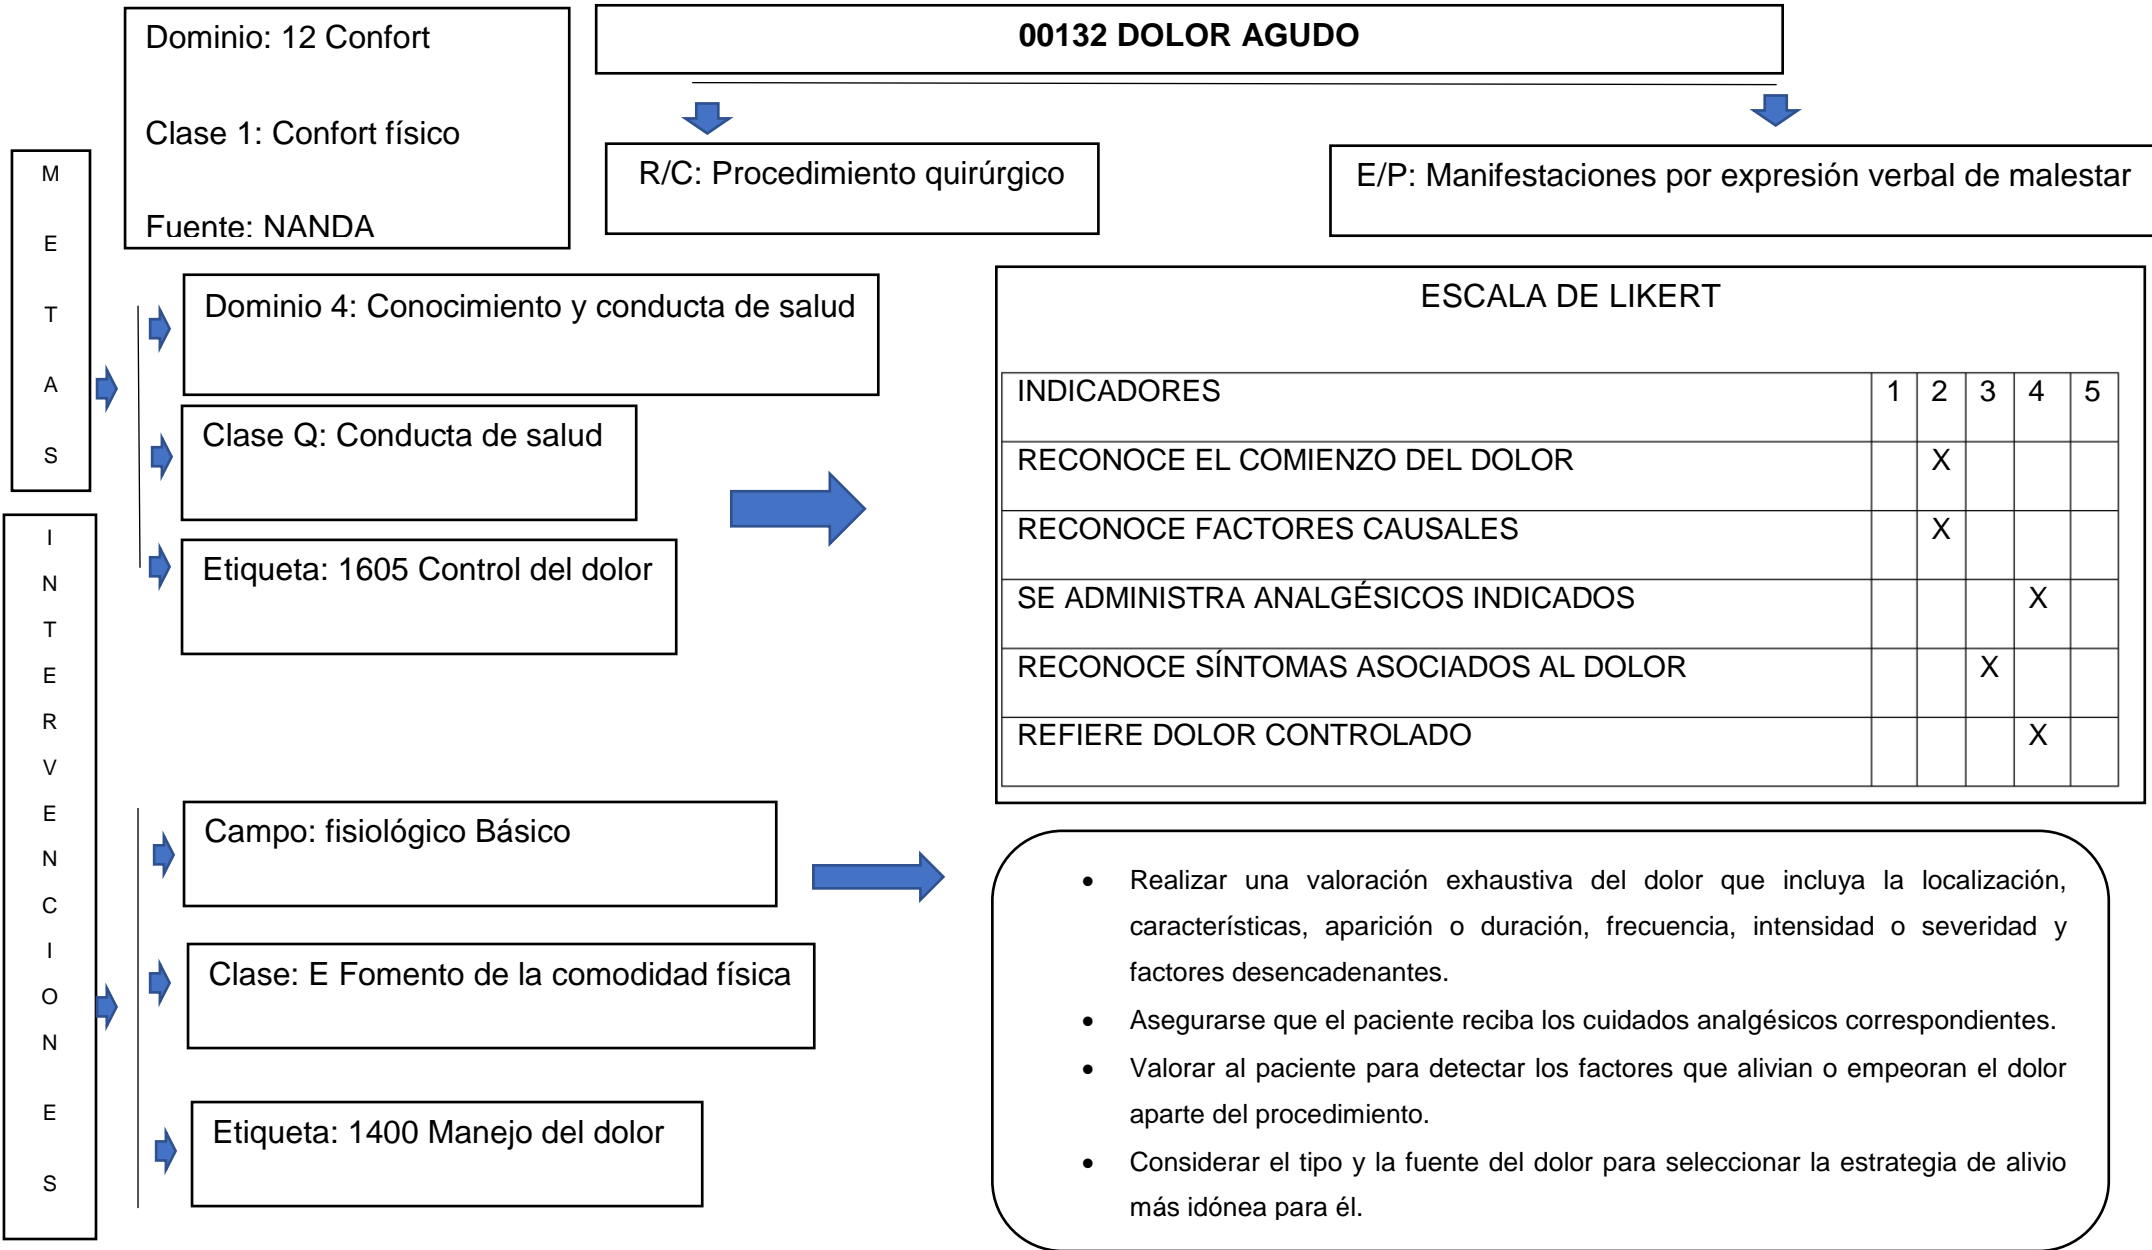 Dominio: 12 Confort
Clase 1: Confort físico
Fuente: NANDA
00132 DOLOR AGUDO
R/C: Procedimiento quirúrgico
E/P: Manifestaciones por expresión verbal de malestar
M
E
T
A
S
Dominio 4: Conocimiento y conducta de salud
Clase Q: Conducta de salud
Etiqueta: 1605 Control del dolor
ESCALA DE LIKERT
INDICADORES 1 2 3 4 5
RECONOCE EL COMIENZO DEL DOLOR X
RECONOCE FACTORES CAUSALES X
SE ADMINISTRA ANALGÉSICOS INDICADOS X
RECONOCE SÍNTOMAS ASOCIADOS AL DOLOR X
REFIERE DOLOR CONTROLADO X
I
N
T
E
R
V
E
N
C
I
O
N
E
S
Campo: fisiológico Básico
Clase: E Fomento de la comodidad física
Etiqueta: 1400 Manejo del dolor
• Realizar una valoración exhaustiva del dolor que incluya la localización,
características, aparición o duración, frecuencia, intensidad o severidad y
factores desencadenantes.
• Asegurarse que el paciente reciba los cuidados analgésicos correspondientes.
• Valorar al paciente para detectar los factores que alivian o empeoran el dolor
aparte del procedimiento.
• Considerar el tipo y la fuente del dolor para seleccionar la estrategia de alivio
más idónea para él.